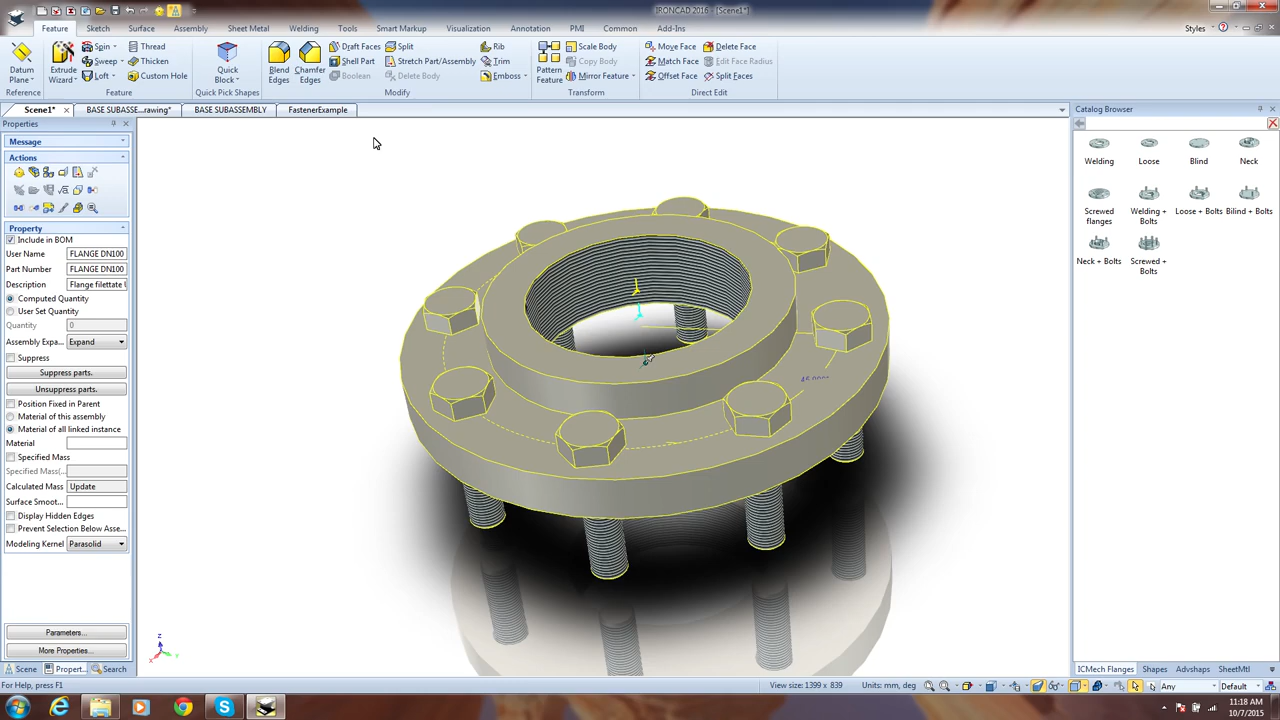 IRONCAD 2016 - [Scene1*]
Feature Sketch Surface Assembly Sheet Metal Welding Tools Smart Markup Visualization Annotation PMI Common Add-Ins Styles
Datum Plane
Reference
Extrude Wizard
Spin
Sweep
Loft
Thread
Thicken
Custom Hole
Feature
Quick Block
Quick Pick Shapes
Blend Edges
Chamfer Edges
Draft Faces
Shell Part
Boolean
Split
Stretch Part/Assembly
Delete Body
Rib
Trim
Emboss
Modify
Pattern Feature
Scale Body
Copy Body
Mirror Feature
Transform
Move Face
Match Face
Offset Face
Delete Face
Edit Face Radius
Split Faces
Direct Edit
Scene1* BASE SUBASSE...rawing* BASE SUBASSEMBLY FastenerExample
Properties
Message
Actions
Property
Include in BOM
User Name FLANGE DN100
Part Number FLANGE DN100
Description Flange filettate U
Computed Quantity
User Set Quantity
Quantity 0
Assembly Expa... Expand
Suppress
Suppress parts.
Unsuppress parts.
Position Fixed in Parent
Material of this assembly
Material of all linked instance
Material
Specified Mass
Specified Mass(...
Calculated Mass Update
Surface Smoot...
Display Hidden Edges
Prevent Selection Below Asse...
Modeling Kernel Parasolid
Parameters...
More Properties...
Scene Propert... Search
Z
X
Y
Catalog Browser
Welding Loose Blind Neck
Screwed flanges
Welding + Bolts
Loose + Bolts
Bilind + Bolts
Neck + Bolts
Screwed + Bolts
ICMech Flanges Shapes Advshaps SheetMtl
For Help, press F1
View size: 1399 x 839 Units: mm, deg
Any
Default
11:18 AM
10/7/2015